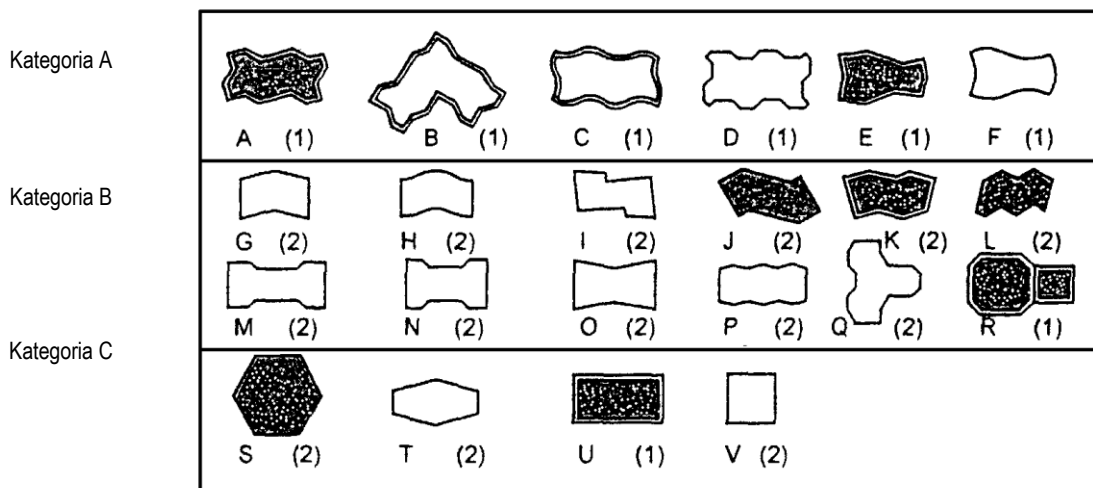 Kategoria A
A (1) B (1) C (1) D (1) E (1) F (1)
Kategoria B
G (2) H (2) I (2) J (2) K (2) L (2)
M (2) N (2) O (2) P (2) Q (2) R (1)
Kategoria C
S (2) T (2) U (1) V (2)